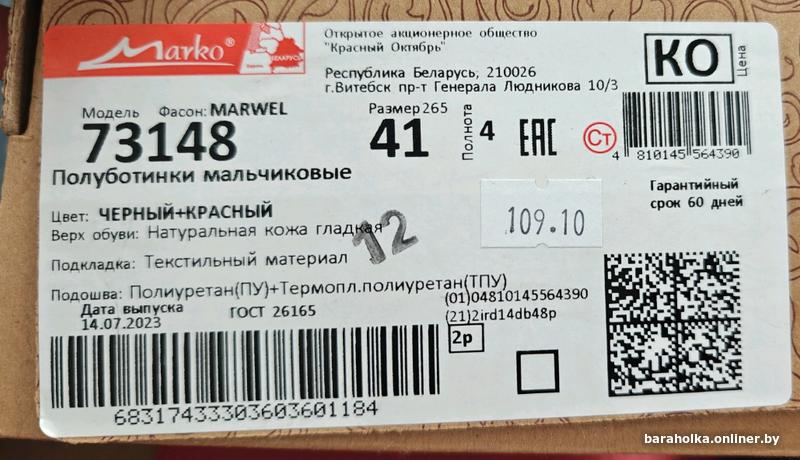 Marko®
БЕЛАРУСЬ
Открытое акционерное общество
"Красный Октябрь"
Республика Беларусь, 210026
г.Витебск пр-т Генерала Людникова 10/3
КО
Цена
Модель Фасон: MARWEL
73148
Размер 265
41
Полнота
4
ЕАС
Ст
4 810145 564390
Полуботинки мальчиковые
Гарантийный
срок 60 дней
Цвет: ЧЕРНЫЙ+КРАСНЫЙ
109.10
Верх обуви: Натуральная кожа гладкая
12
Подкладка: Текстильный материал
Подошва: Полиуретан(ПУ)+Термопл.полиуретан(ТПУ)
(01)04810145564390
Дата выпуска
14.07.2023
ГОСТ 26165
(21)2ird14db48p
2р
68317433303603601184
baraholka.onliner.by